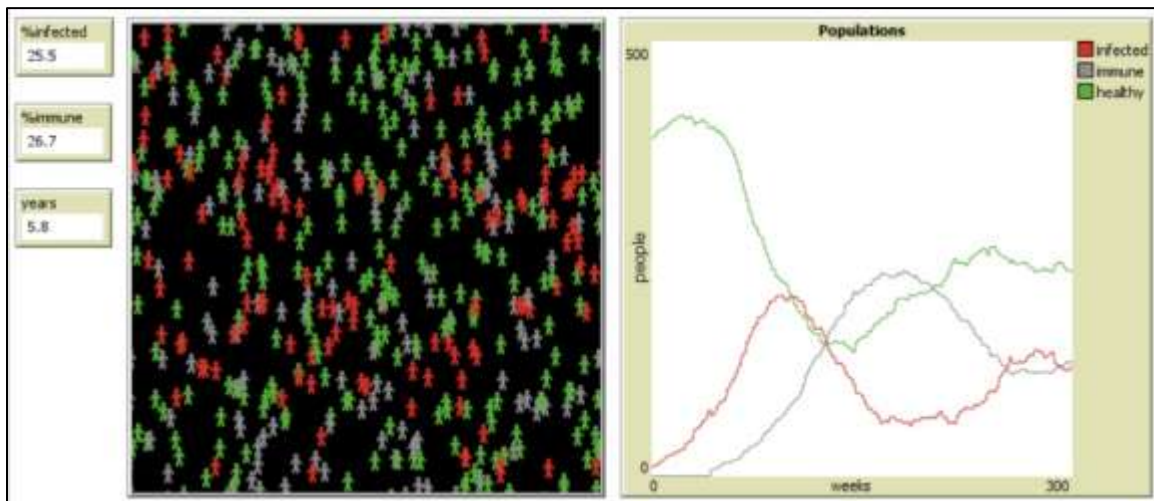 %infected
25.5
%immune
26.7
years
5.8
Populations
500
people
0
0
weeks
300
infected
immune
healthy